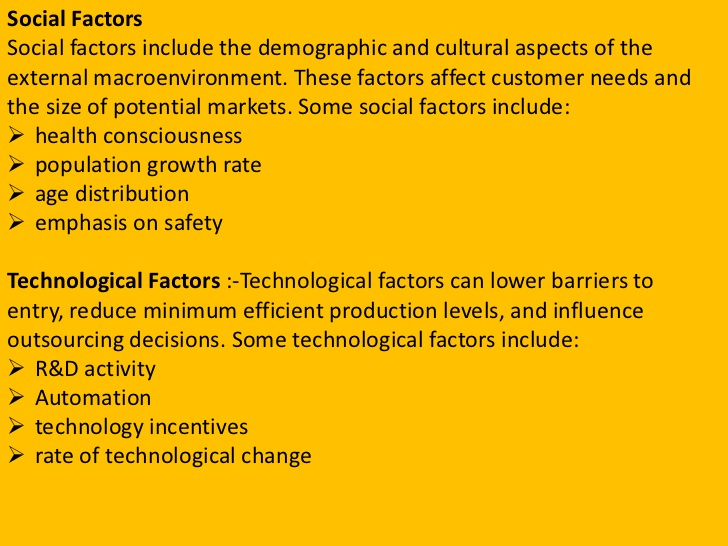 Social Factors
Social factors include the demographic and cultural aspects of the
external macroenvironment. These factors affect customer needs and
the size of potential markets. Some social factors include:
➢ health consciousness
➢ population growth rate
➢ age distribution
➢ emphasis on safety
Technological Factors :-Technological factors can lower barriers to
entry, reduce minimum efficient production levels, and influence
outsourcing decisions. Some technological factors include:
➢ R&D activity
➢ Automation
➢ technology incentives
➢ rate of technological change